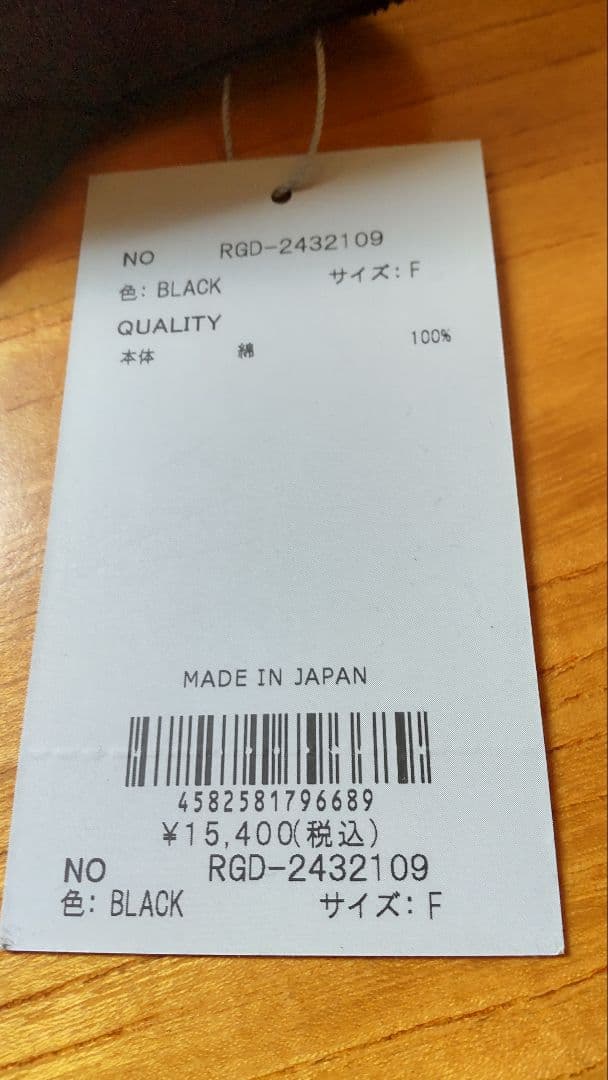 NO RGD-2432109
色: BLACK サイズ: F
QUALITY
本体 綿 100%
MADE IN JAPAN
4582581796689
¥15,400(税込)
NO RGD-2432109
色: BLACK サイズ: F